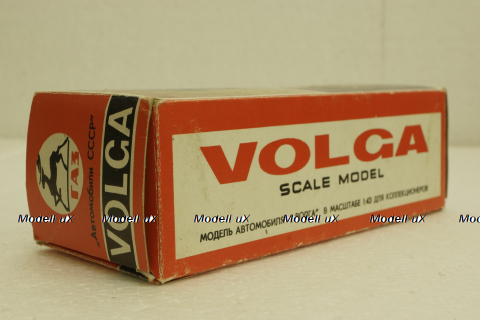 VOLGA
SCALE MODEL
МОДЕЛЬ АВТОМОБИЛЯ "ВОЛГА" В МАСШТАБЕ 1:43 ДЛЯ КОЛЛЕКЦИОНЕРОВ
ГАЗ
"Автомобили СССР"
VOLGA
Modell uX Modell uX Modell uX Modell uX Modell